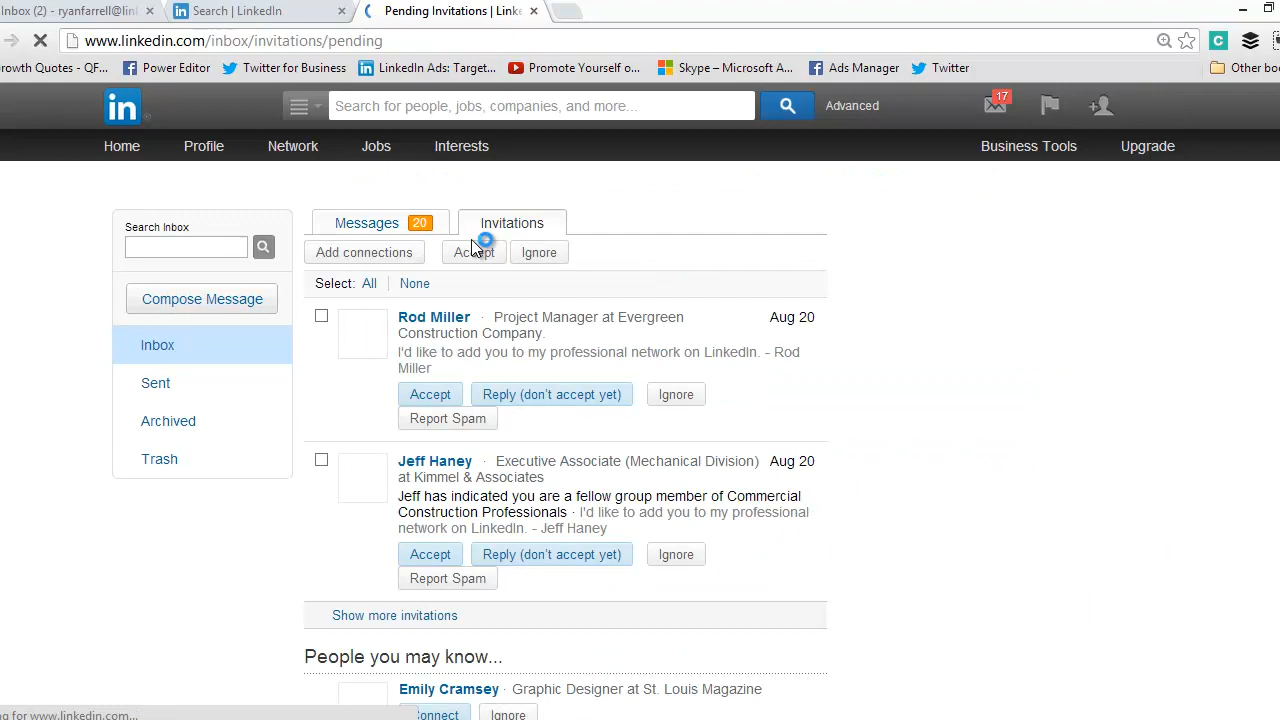 Inbox (2) - ryanfarrell@lin
Search | LinkedIn
Pending Invitations | Linke
www.linkedin.com/inbox/invitations/pending
rowth Quotes - QF...
Power Editor
Twitter for Business
LinkedIn Ads: Target...
Promote Yourself o...
Skype – Microsoft A...
Ads Manager
Twitter
Other boo
in
Search for people, jobs, companies, and more...
Advanced
17
Home
Profile
Network
Jobs
Interests
Business Tools
Upgrade
Search Inbox
Compose Message
Inbox
Sent
Archived
Trash
Messages 20
Invitations
Add connections
Accept
Ignore
Select: All
None
Rod Miller · Project Manager at Evergreen
Aug 20
Construction Company.
I'd like to add you to my professional network on LinkedIn. - Rod
Miller
Accept
Reply (don't accept yet)
Ignore
Report Spam
Jeff Haney · Executive Associate (Mechanical Division)
Aug 20
at Kimmel & Associates
Jeff has indicated you are a fellow group member of Commercial
Construction Professionals · I'd like to add you to my professional
network on LinkedIn. - Jeff Haney
Accept
Reply (don't accept yet)
Ignore
Report Spam
Show more invitations
People you may know...
Emily Cramsey · Graphic Designer at St. Louis Magazine
Connect
Ignore
ng for www.linkedin.com...